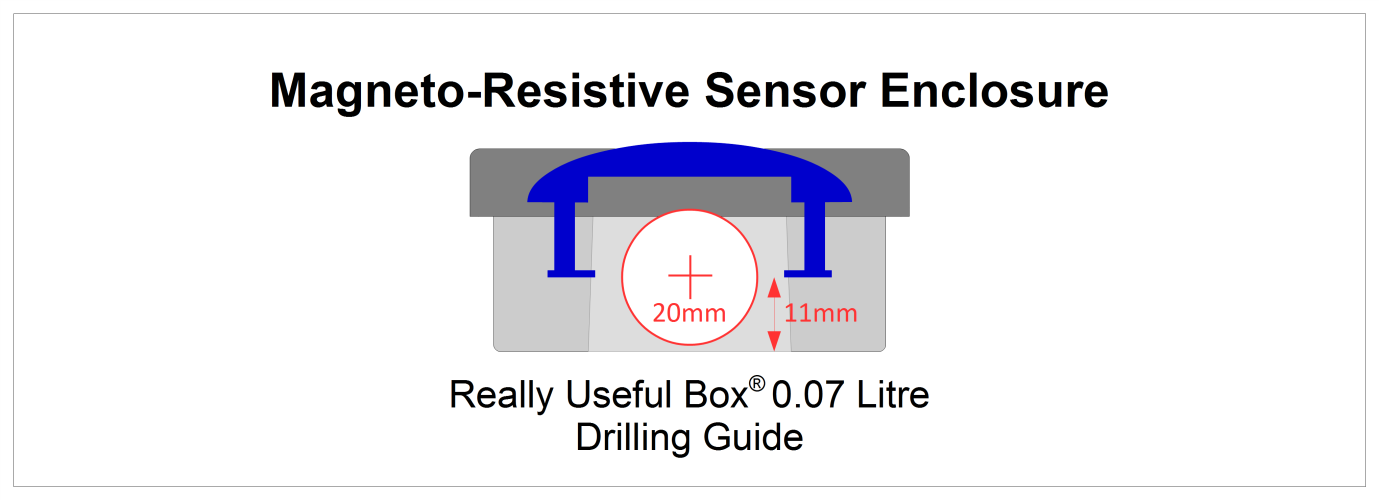 Magneto-Resistive Sensor Enclosure
20mm
11mm
Really Useful Box® 0.07 Litre
Drilling Guide